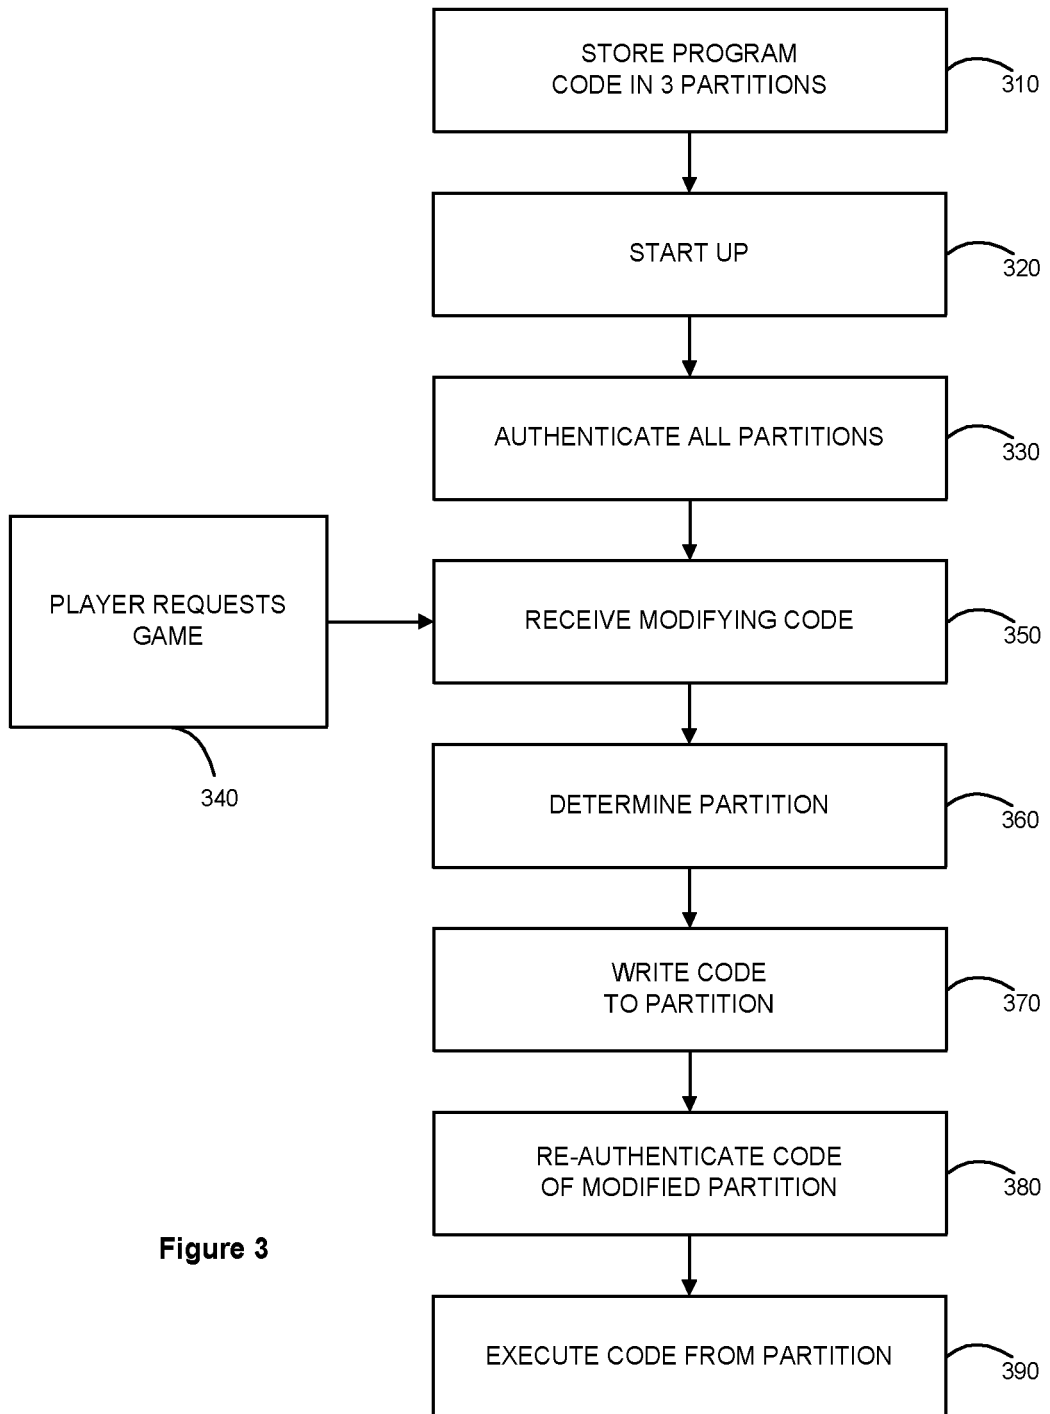 STORE PROGRAM
CODE IN 3 PARTITIONS
310
START UP
320
AUTHENTICATE ALL PARTITIONS
330
PLAYER REQUESTS
GAME
340
RECEIVE MODIFYING CODE
350
DETERMINE PARTITION
360
WRITE CODE
TO PARTITION
370
RE-AUTHENTICATE CODE
OF MODIFIED PARTITION
380
Figure 3
EXECUTE CODE FROM PARTITION
390